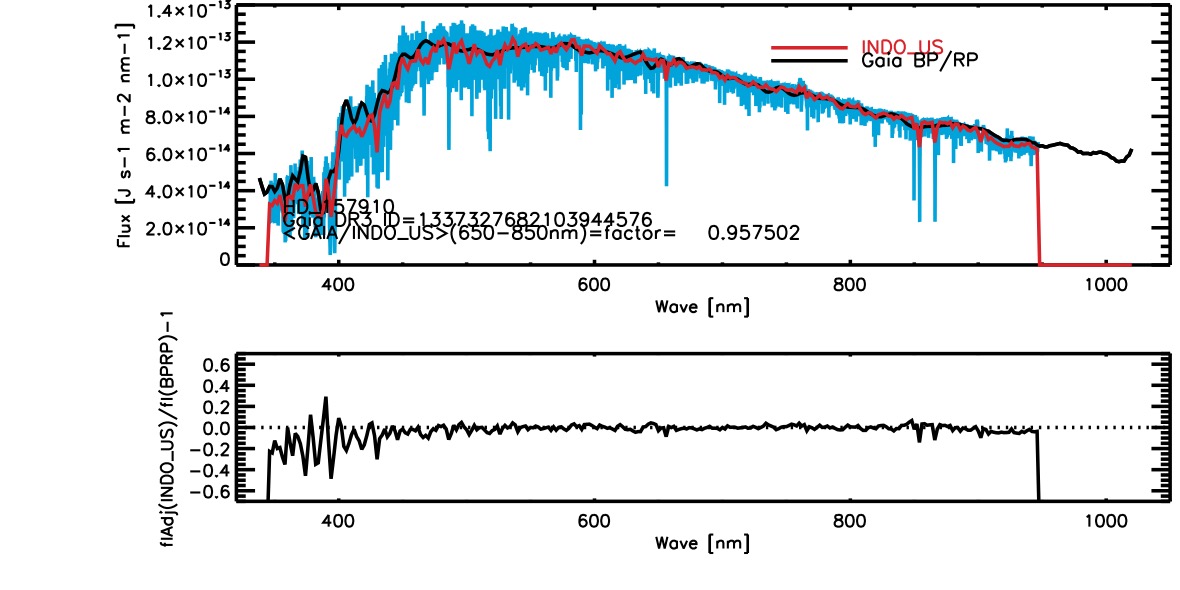 1.4×10⁻¹³
1.2×10⁻¹³
1.0×10⁻¹³
8.0×10⁻¹⁴
6.0×10⁻¹⁴
4.0×10⁻¹⁴
2.0×10⁻¹⁴
0
Flux [J s−1 m−2 nm−1]
INDO_US
Gaia BP/RP
HD_157910
Gaia DR3 ID=1337327682103944576
<GAIA/INDO_US>(650−850nm)=factor= 0.957502
400 600 800 1000
Wave [nm]
0.6
0.4
0.2
0.0
−0.2
−0.4
−0.6
flAdj(INDO_US)/fl(BPRP)−1
400 600 800 1000
Wave [nm]